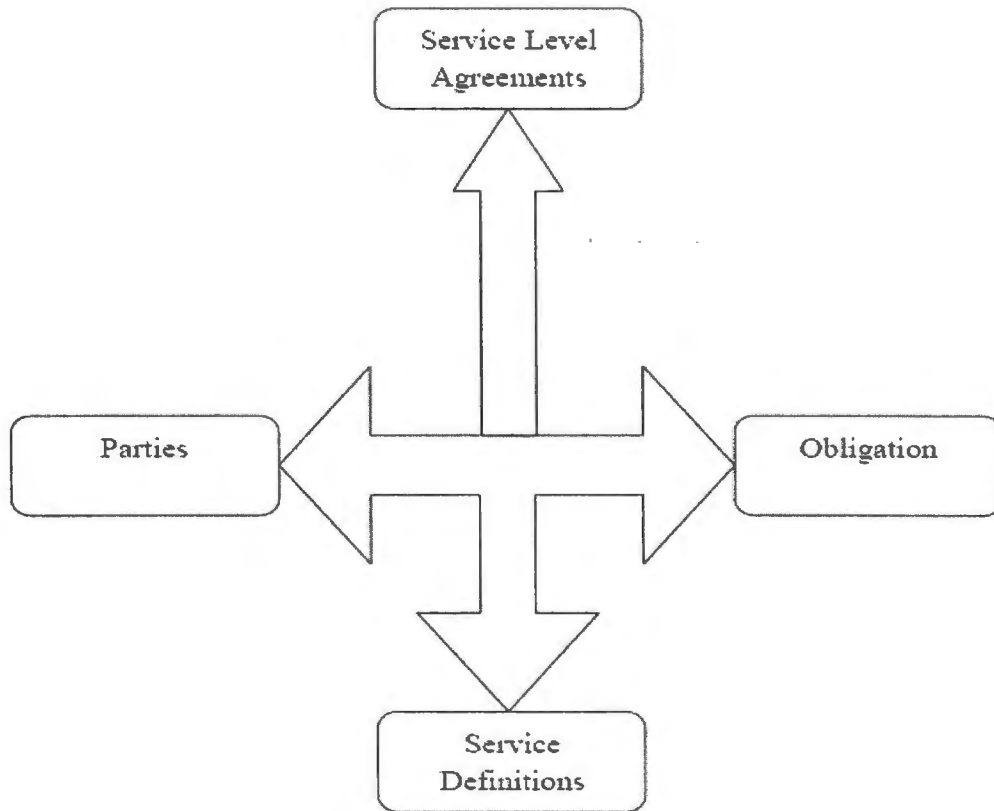 Service Level
Agreements
Parties
Obligation
Service
Definitions